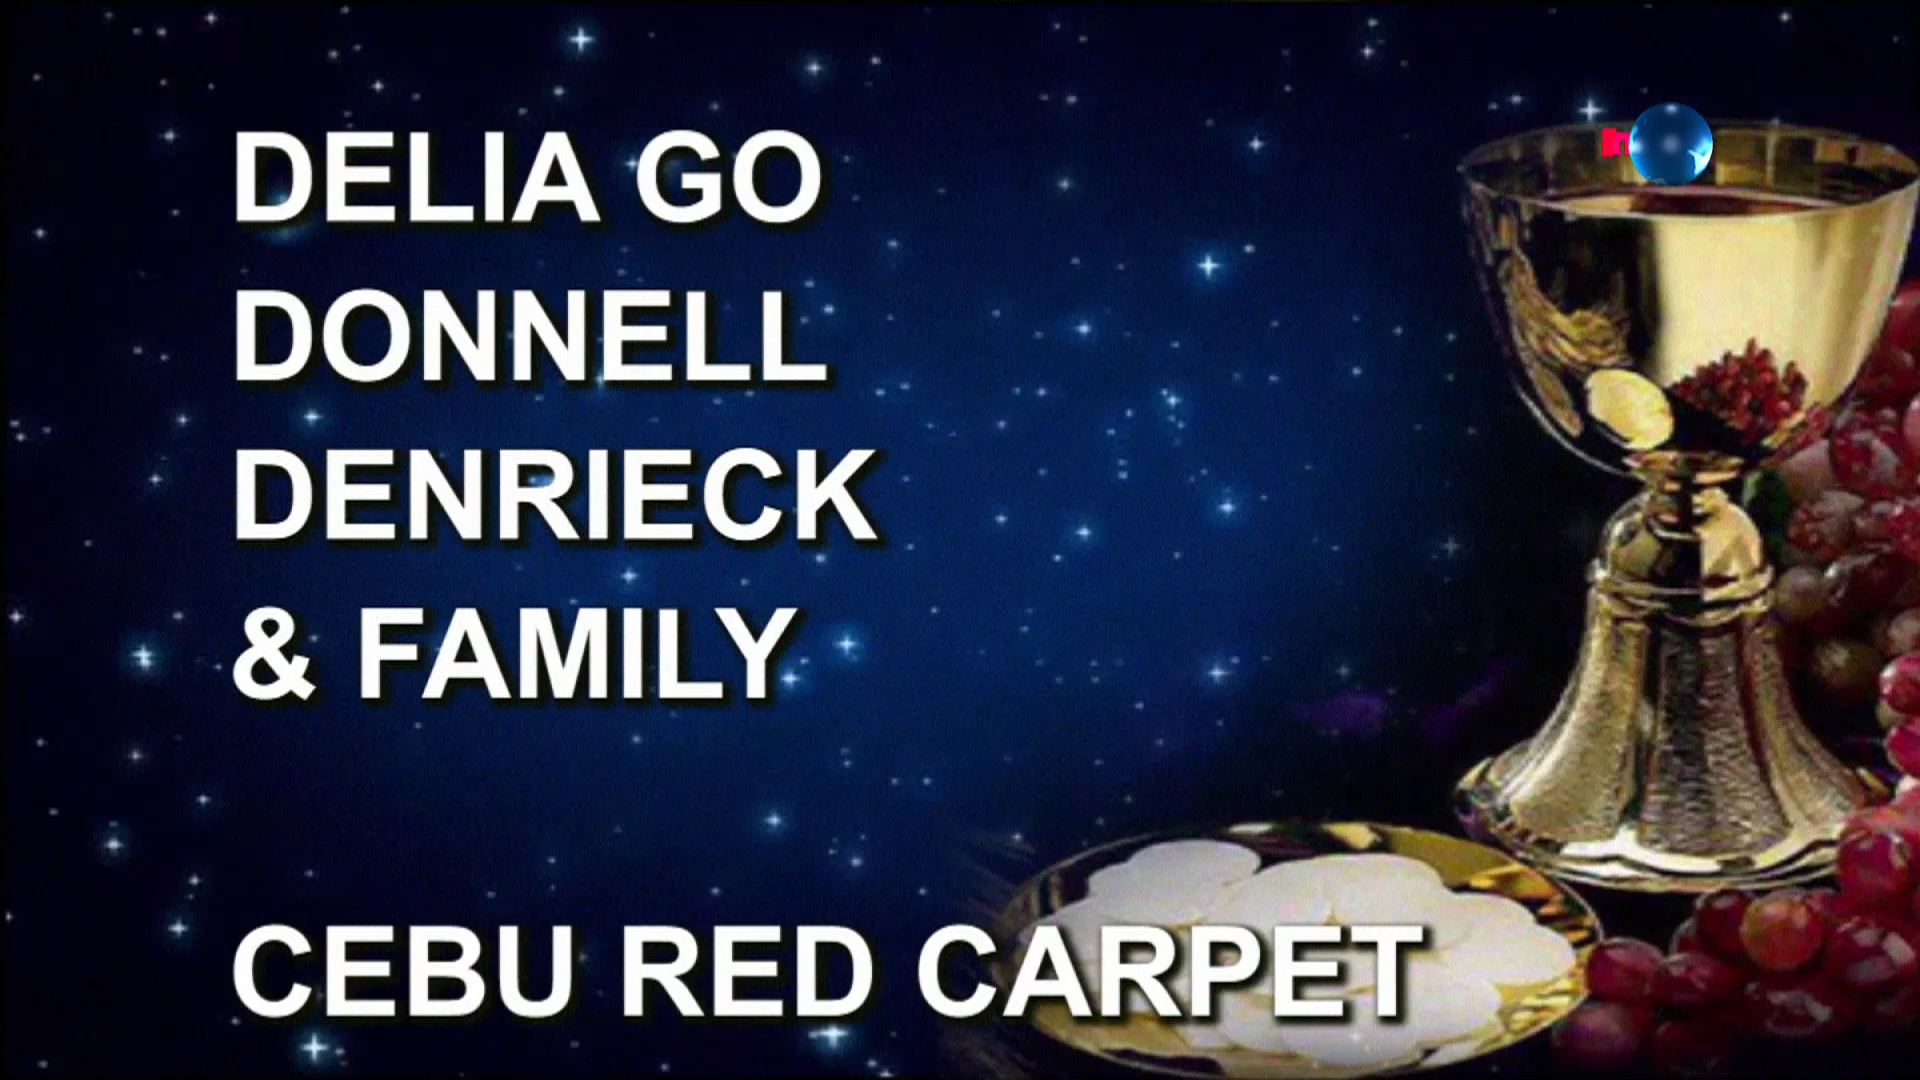 DELIA GO
DONNELL
DENRIECK
& FAMILY
CEBU RED CARPET